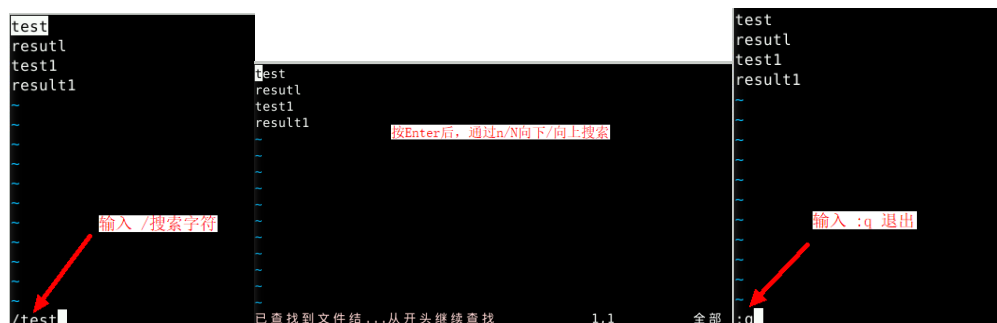 test
resutl
test1
result1
~
~
~
~
~
~
~
~
~
~
~
输入 /搜索字符
/test
test
resutl
test1
result1
按Enter后，通过n/N向下/向上搜索
~
~
~
~
~
~
~
~
~
~
~
已查找到文件结...从开头继续查找 1,1 全部
test
resutl
test1
result1
~
~
~
~
~
~
~
~
~
~
~
输入 :q 退出
:q